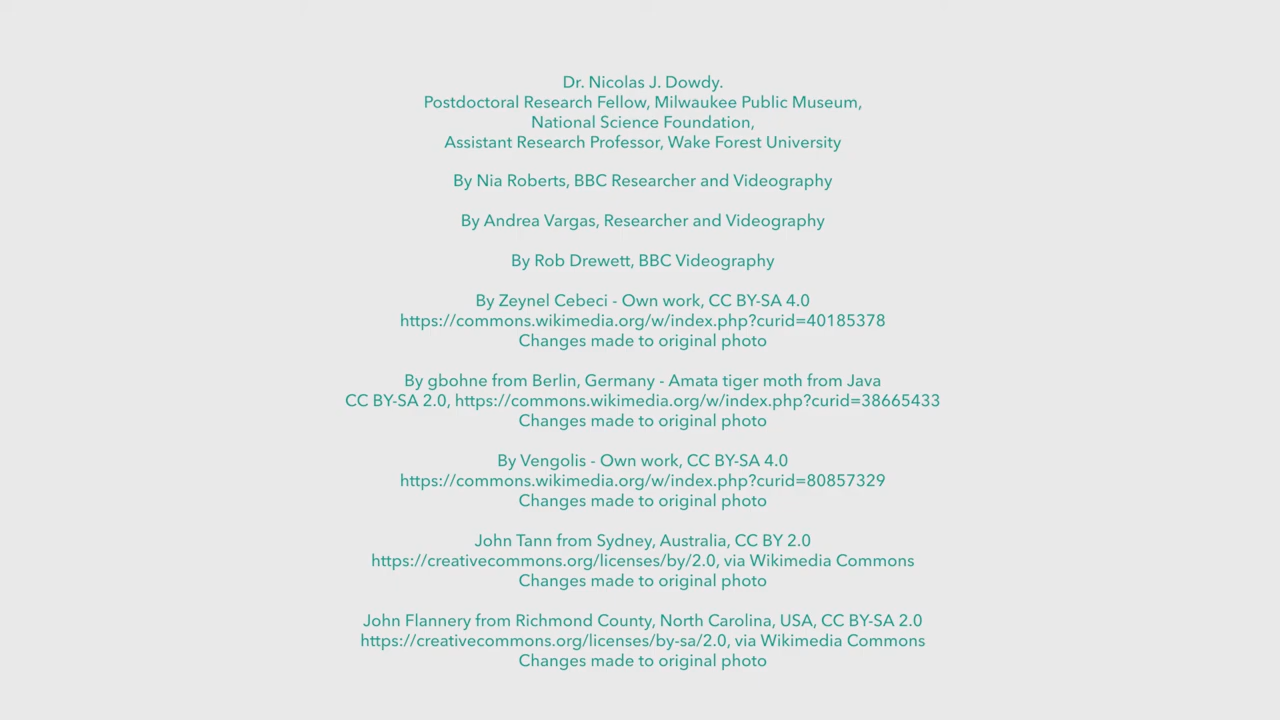 Dr. Nicolas J. Dowdy.
Postdoctoral Research Fellow, Milwaukee Public Museum,
National Science Foundation,
Assistant Research Professor, Wake Forest University
By Nia Roberts, BBC Researcher and Videography
By Andrea Vargas, Researcher and Videography
By Rob Drewett, BBC Videography
By Zeynel Cebeci - Own work, CC BY-SA 4.0
https://commons.wikimedia.org/w/index.php?curid=40185378
Changes made to original photo
By gbohne from Berlin, Germany - Amata tiger moth from Java
CC BY-SA 2.0, https://commons.wikimedia.org/w/index.php?curid=38665433
Changes made to original photo
By Vengolis - Own work, CC BY-SA 4.0
https://commons.wikimedia.org/w/index.php?curid=80857329
Changes made to original photo
John Tann from Sydney, Australia, CC BY 2.0
https://creativecommons.org/licenses/by/2.0, via Wikimedia Commons
Changes made to original photo
John Flannery from Richmond County, North Carolina, USA, CC BY-SA 2.0
https://creativecommons.org/licenses/by-sa/2.0, via Wikimedia Commons
Changes made to original photo